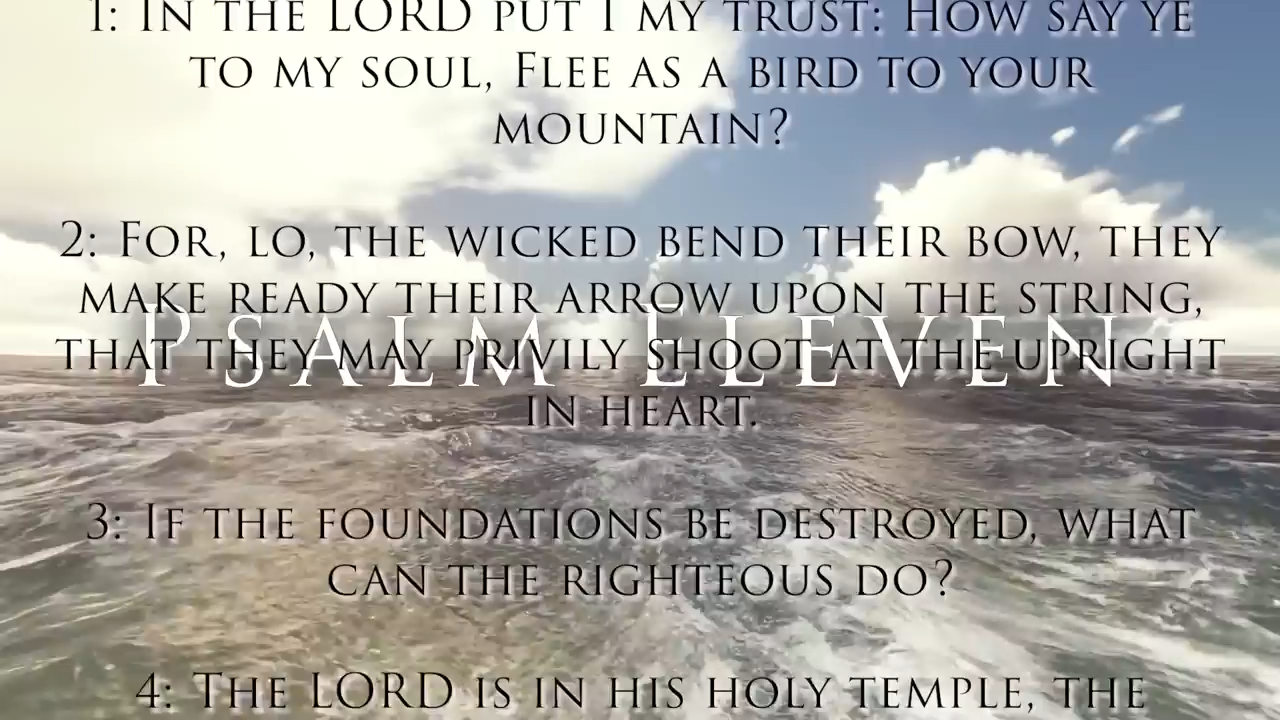 1: In the LORD put I my trust: How say ye
to my soul, Flee as a bird to your
mountain?
2: For, lo, the wicked bend their bow, they
make ready their arrow upon the string,
Psalm Eleven
that they may privily shoot at the upright
in heart.
3: If the foundations be destroyed, what
can the righteous do?
4: The LORD is in his holy temple, the